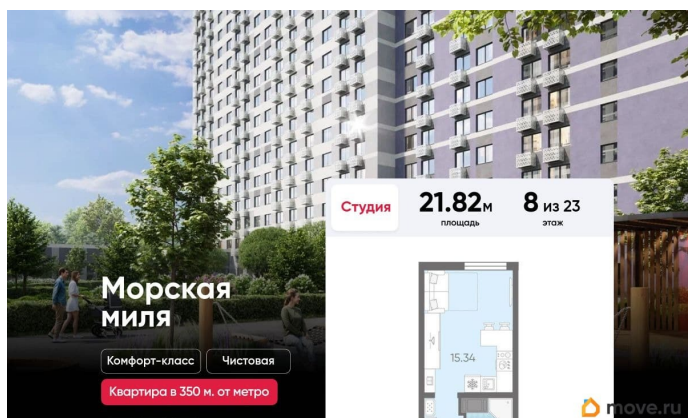 Студия
21.82м
площадь
8 из 23
этаж
15.34
Морская
миля
Комфорт-класс
Чистовая
Квартира в 350 м. от метро
move.ru